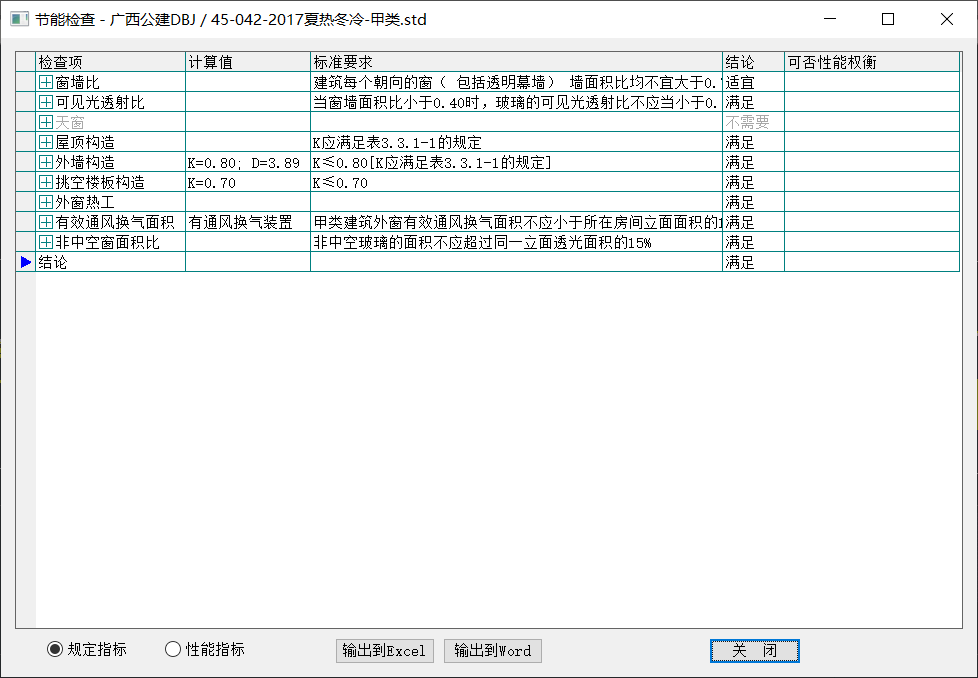 节能检查 - 广西公建DBJ / 45-042-2017夏热冬冷-甲类.std
检查项 计算值 标准要求 结论 可否性能权衡
窗墙比 建筑每个朝向的窗（ 包括透明幕墙） 墙面积比均不宜大于0. 适宜
可见光透射比 当窗墙面积比小于0.40时，玻璃的可见光透射比不应当小于0. 满足
天窗 不需要
屋顶构造 K应满足表3.3.1-1的规定 满足
外墙构造 K=0.80; D=3.89 K≤0.80[K应满足表3.3.1-1的规定] 满足
挑空楼板构造 K=0.70 K≤0.70 满足
外窗热工 满足
有效通风换气面积 有通风换气装置 甲类建筑外窗有效通风换气面积不应小于所在房间立面面积的 满足
非中空窗面积比 非中空玻璃的面积不应超过同一立面透光面积的15% 满足
结论 满足
规定指标 性能指标 输出到Excel 输出到Word 关 闭